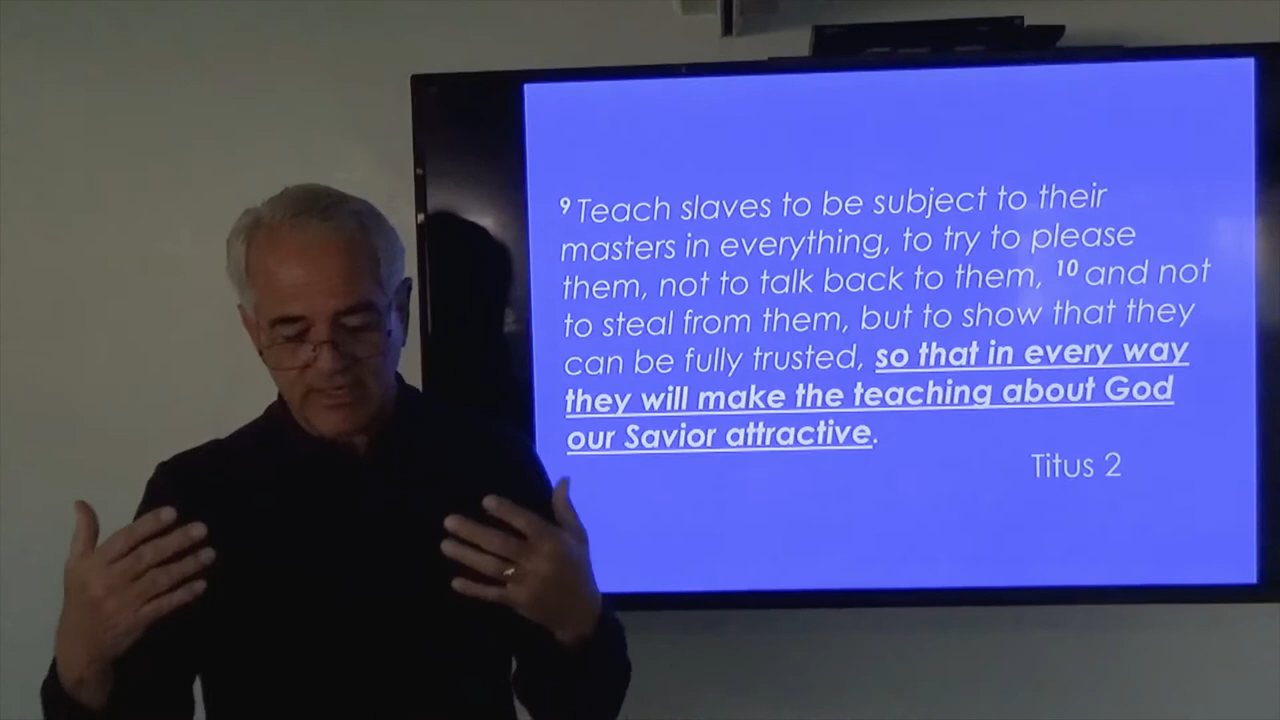 9 Teach slaves to be subject to their
masters in everything, to try to please
them, not to talk back to them, 10 and not
to steal from them, but to show that they
can be fully trusted, so that in every way
they will make the teaching about God
our Savior attractive.
Titus 2